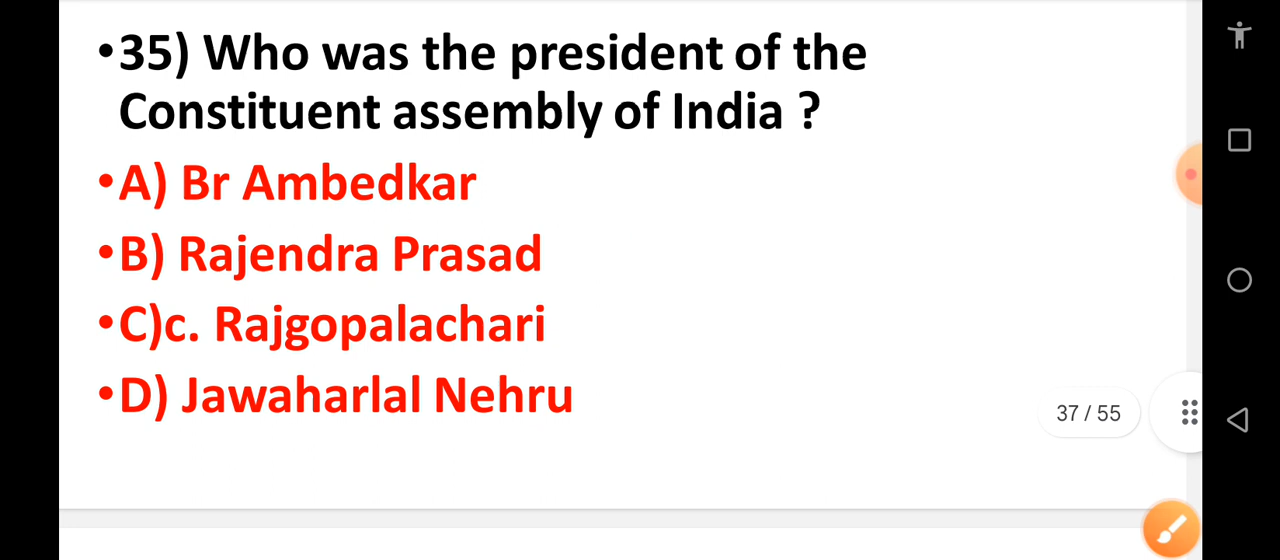 •35) Who was the president of the
Constituent assembly of India ?
•A) Br Ambedkar
•B) Rajendra Prasad
•C)c. Rajgopalachari
•D) Jawaharlal Nehru
37 / 55